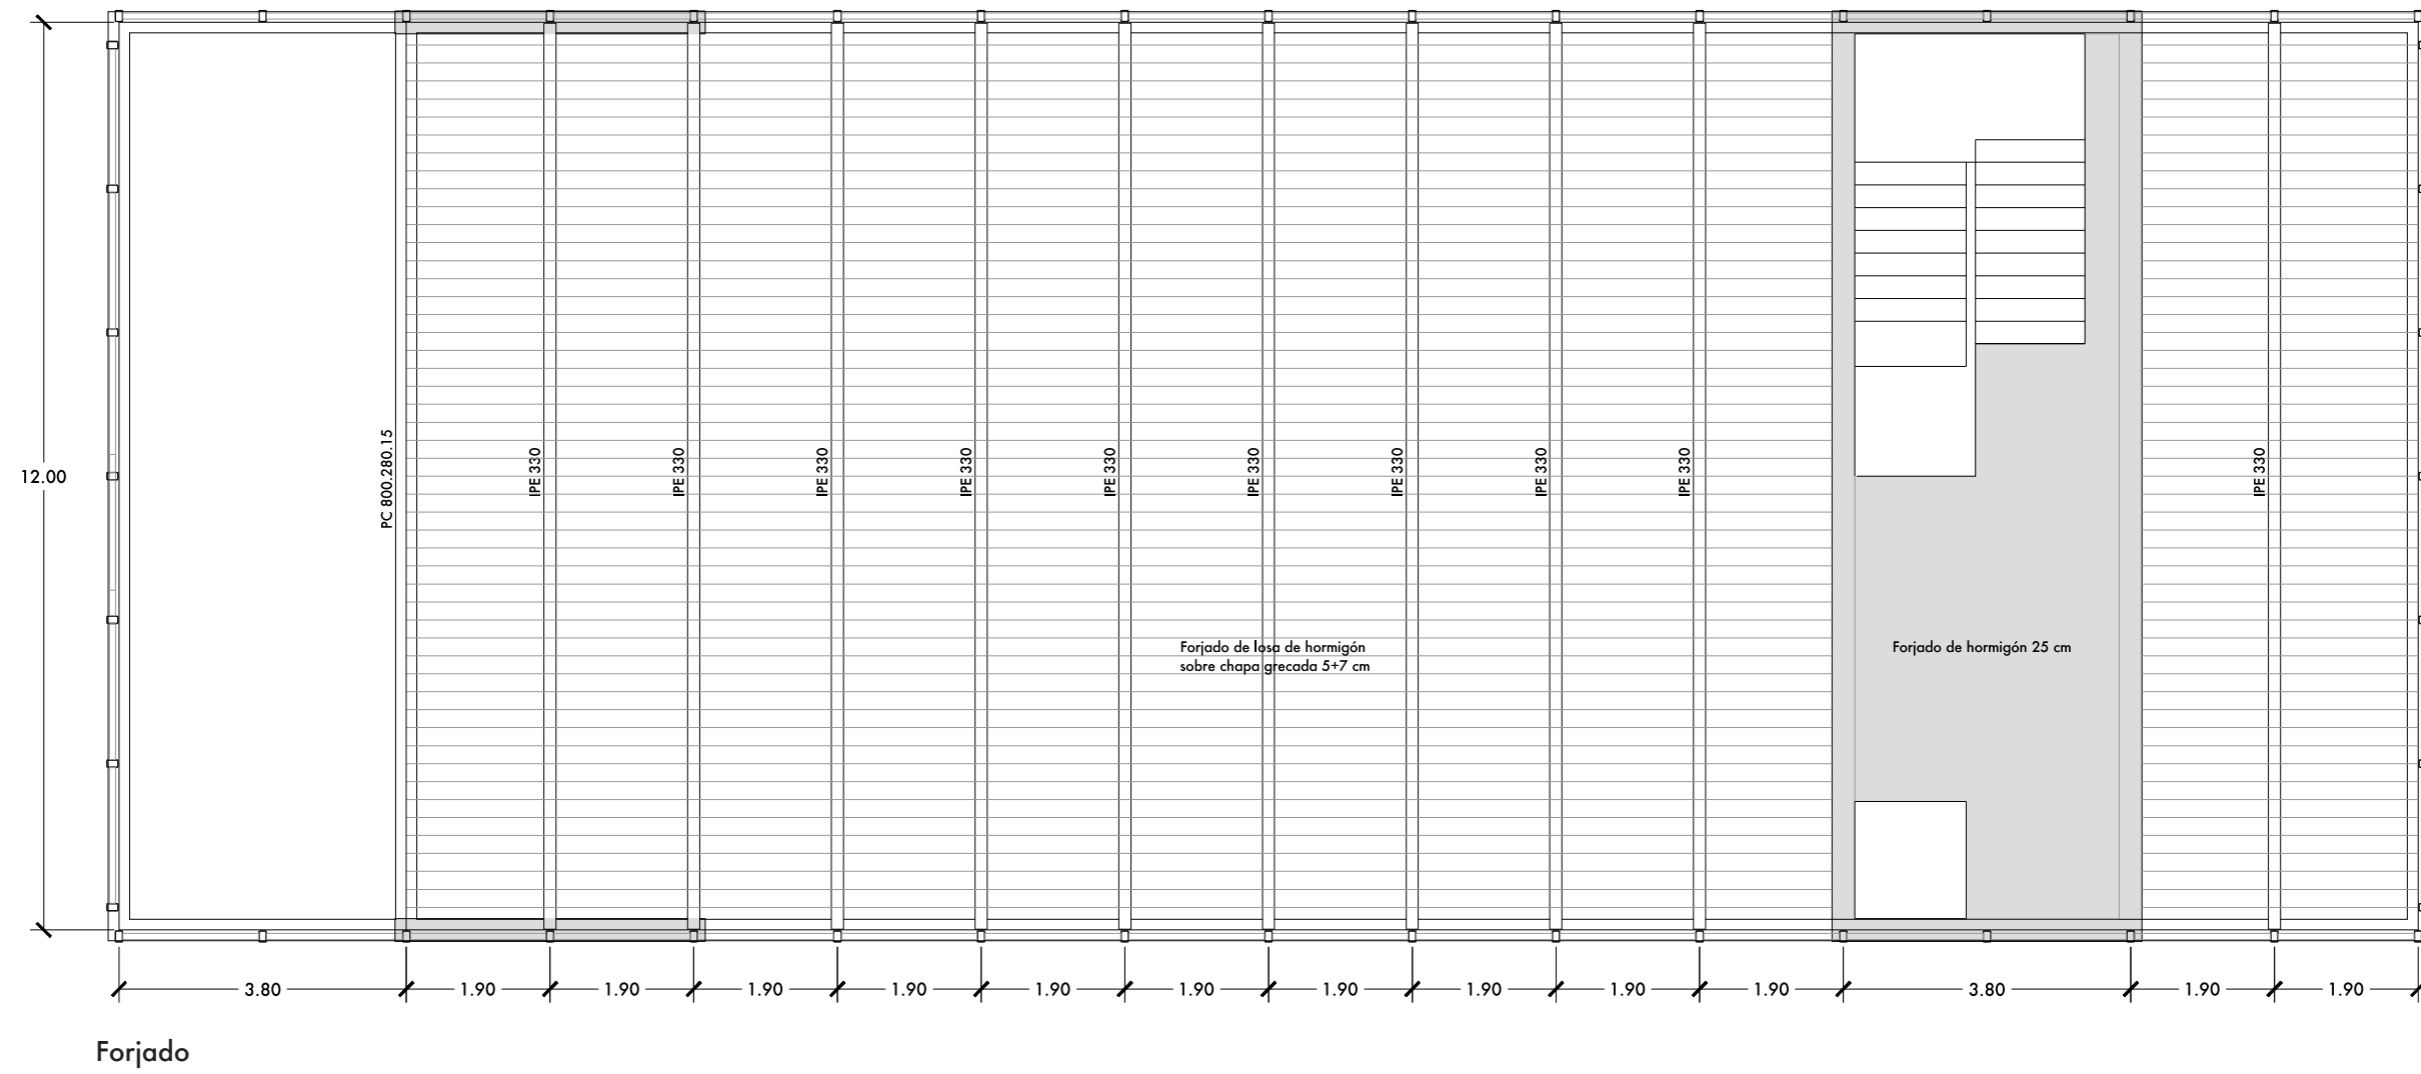 12.00
PC 800.280.15
IPE 330
IPE 330
IPE 330
IPE 330
IPE 330
IPE 330
IPE 330
IPE 330
IPE 330
IPE 330
Forjado de losa de hormigón
sobre chapa grecada 5+7 cm
Forjado de hormigón 25 cm
3.80
1.90
1.90
1.90
1.90
1.90
1.90
1.90
1.90
1.90
1.90
3.80
1.90
1.90
Forjado